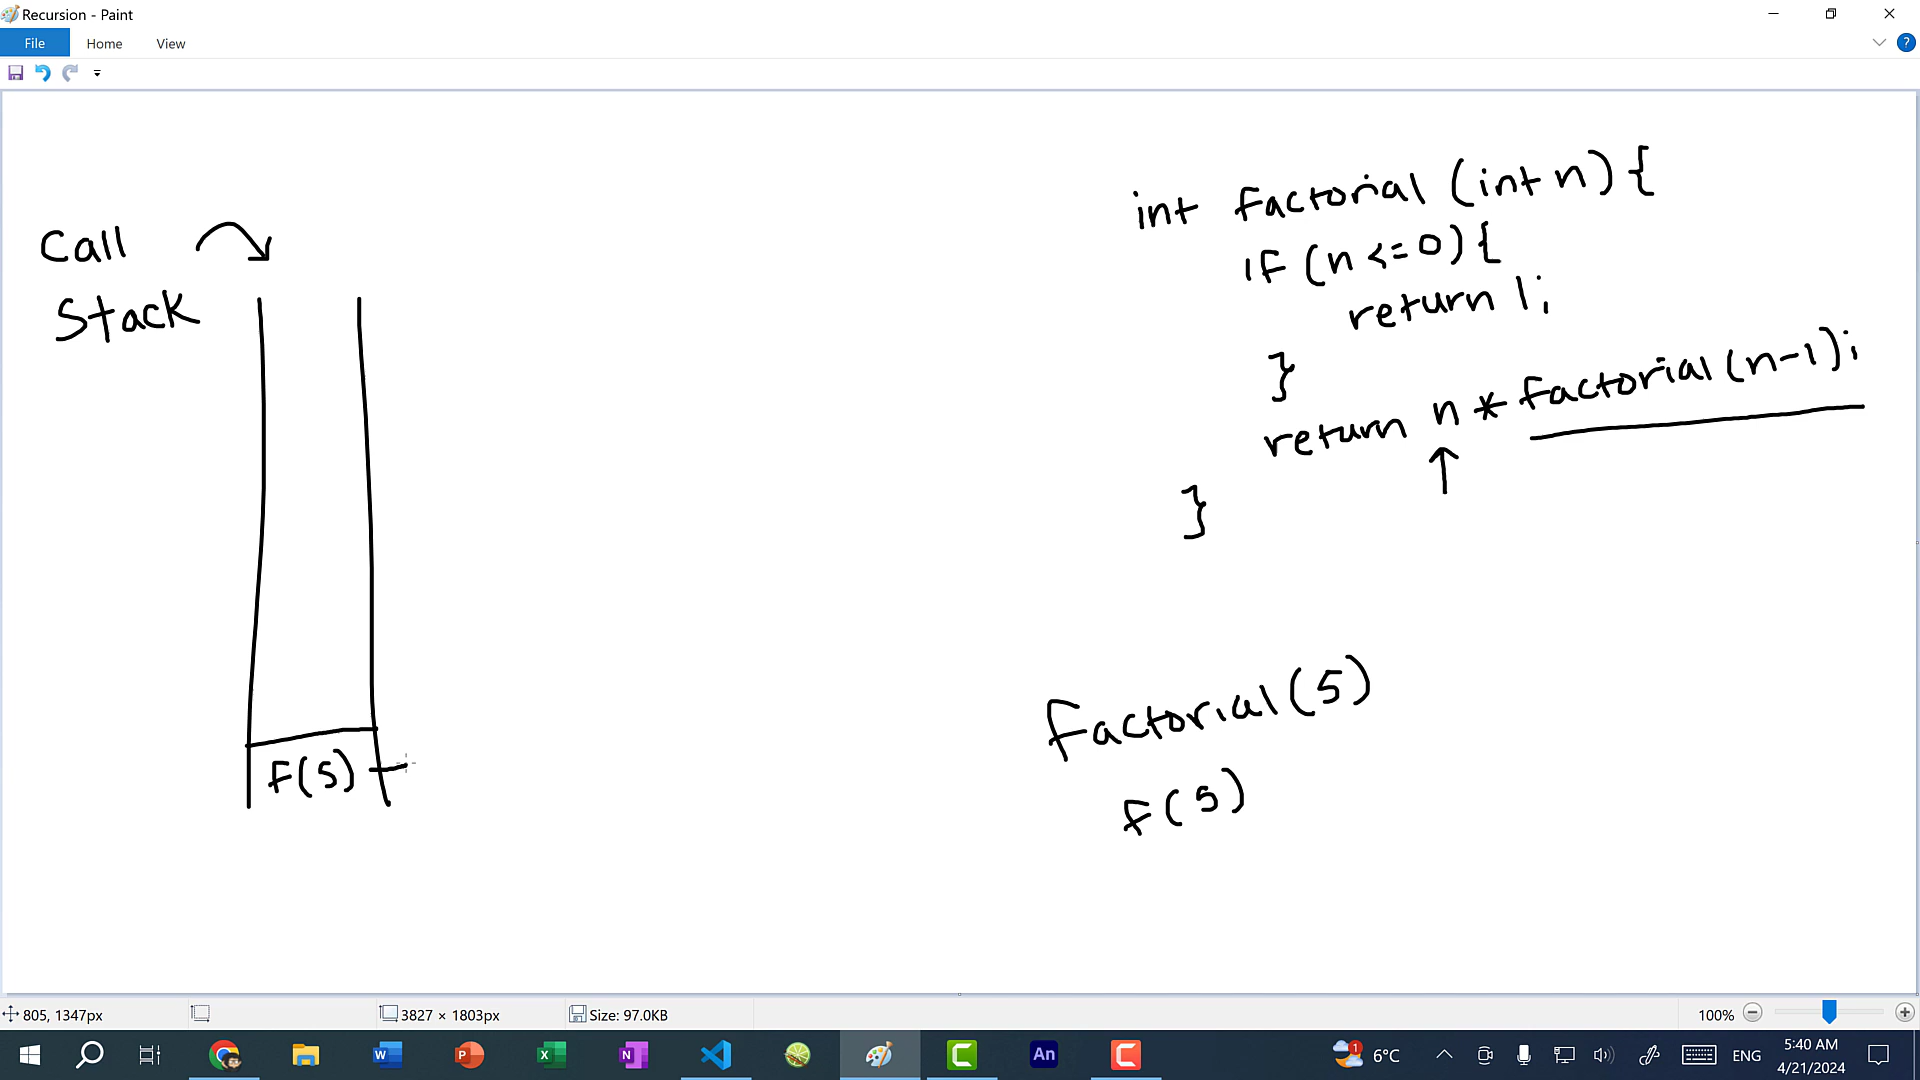 Recursion - Paint
File Home View
Call
Stack
F(5)
int factorial (int n) {
if (n <= 0) {
return 1;
}
return n * factorial (n-1);
}
factorial (5)
F(5)
805, 1347px
3827 × 1803px
Size: 97.0KB
100%
6°C
ENG
5:40 AM
4/21/2024